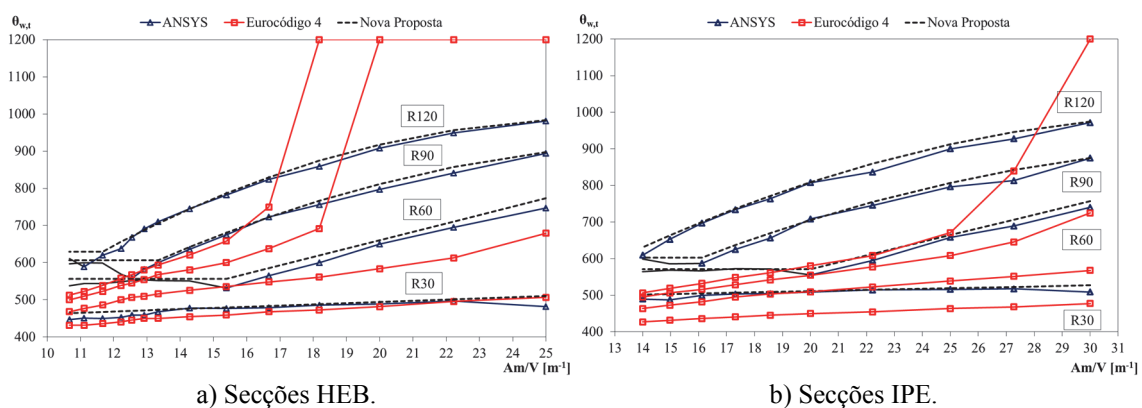 θw,t
ANSYS Eurocódigo 4 Nova Proposta
1200
1100
1000
900
800
700
600
500
400
R120
R90
R60
R30
10 11 12 13 14 15 16 17 18 19 20 21 22 23 24 25
Am/V [m-1]
a) Secções HEB.
θw,t
ANSYS Eurocódigo 4 Nova Proposta
1200
1100
1000
900
800
700
600
500
400
R120
R90
R60
R30
13 14 15 16 17 18 19 20 21 22 23 24 25 26 27 28 29 30 31
Am/V [m-1]
b) Secções IPE.